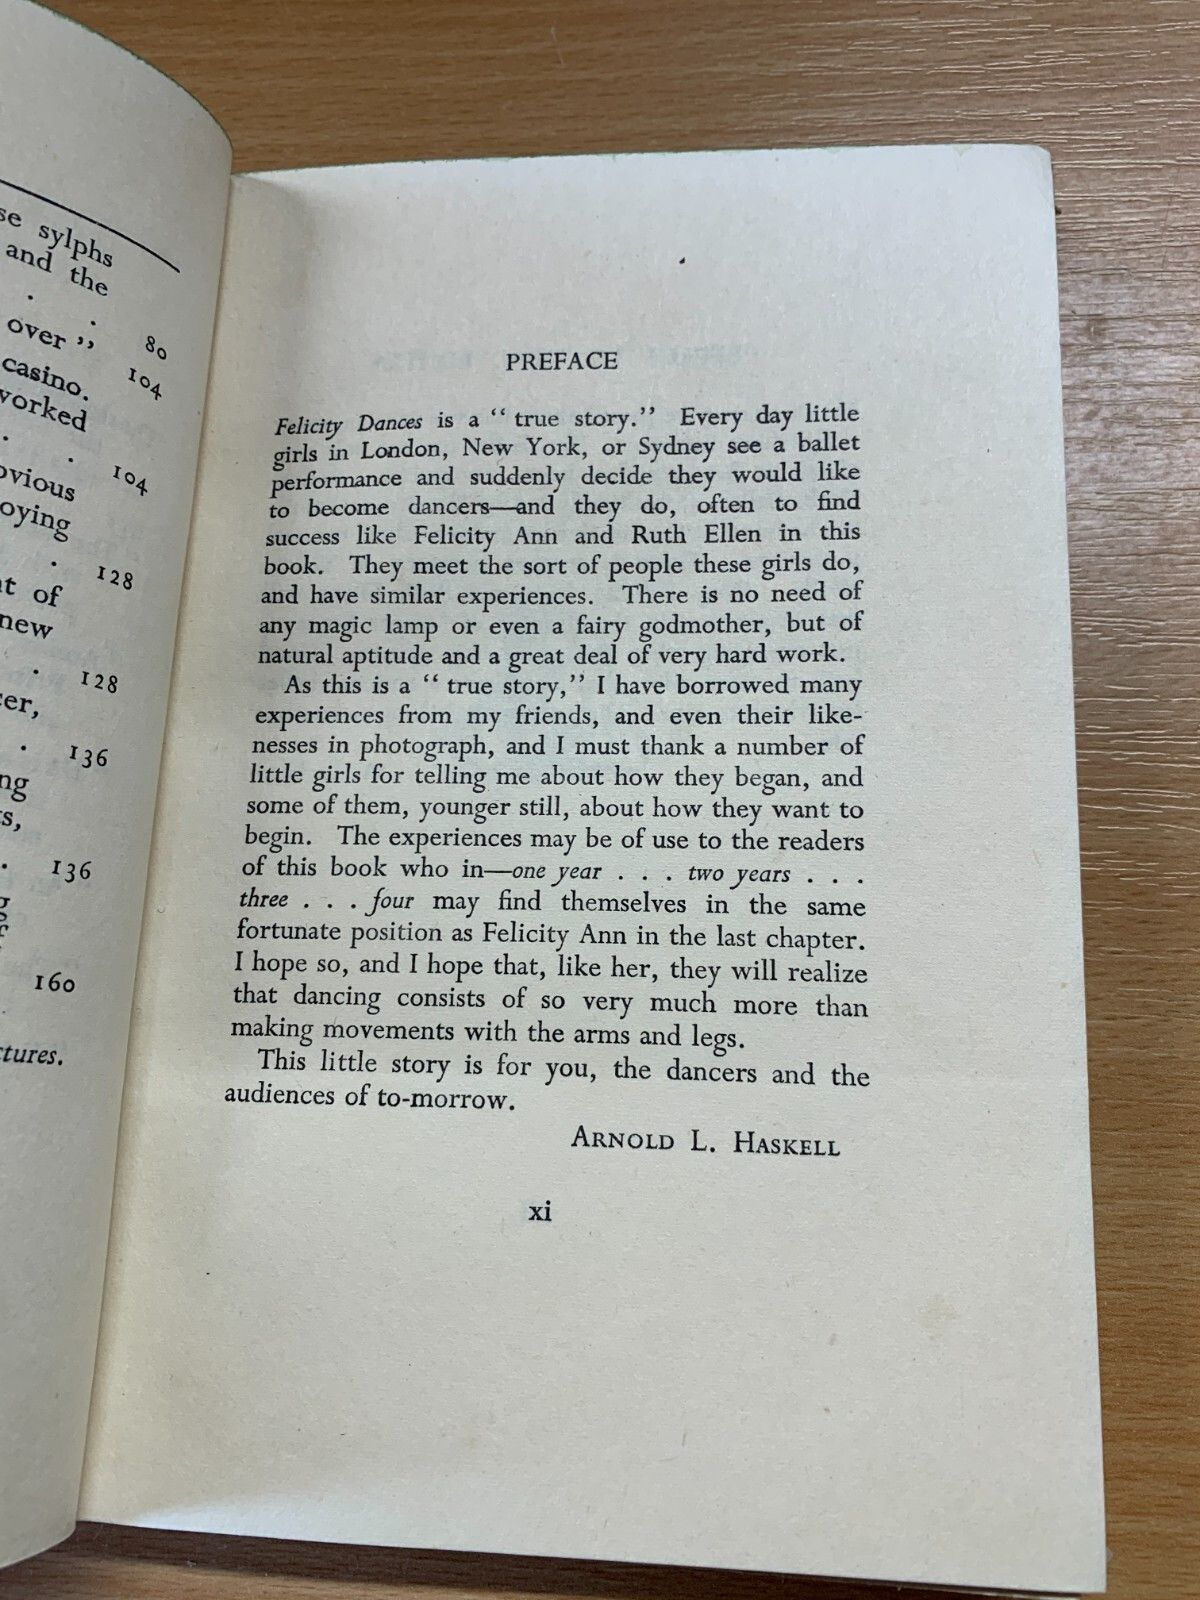 se sylphs
and the
. .
80
over”
104
casino.
worked
. .
104
ovious
oying
.
128
t of
new
.
128
cer,
.
136
ng
s,
.
136
g
f
160
ctures.
PREFACE
Felicity Dances is a “ true story.” Every day little
girls in London, New York, or Sydney see a ballet
performance and suddenly decide they would like
to become dancers—and they do, often to find
success like Felicity Ann and Ruth Ellen in this
book. They meet the sort of people these girls do,
and have similar experiences. There is no need of
any magic lamp or even a fairy godmother, but of
natural aptitude and a great deal of very hard work.
As this is a “ true story,” I have borrowed many
experiences from my friends, and even their like-
nesses in photograph, and I must thank a number of
little girls for telling me about how they began, and
some of them, younger still, about how they want to
begin. The experiences may be of use to the readers
of this book who in—one year . . . two years . . .
three . . . four may find themselves in the same
fortunate position as Felicity Ann in the last chapter.
I hope so, and I hope that, like her, they will realize
that dancing consists of so very much more than
making movements with the arms and legs.
This little story is for you, the dancers and the
audiences of to-morrow.
ARNOLD L. HASKELL
xi